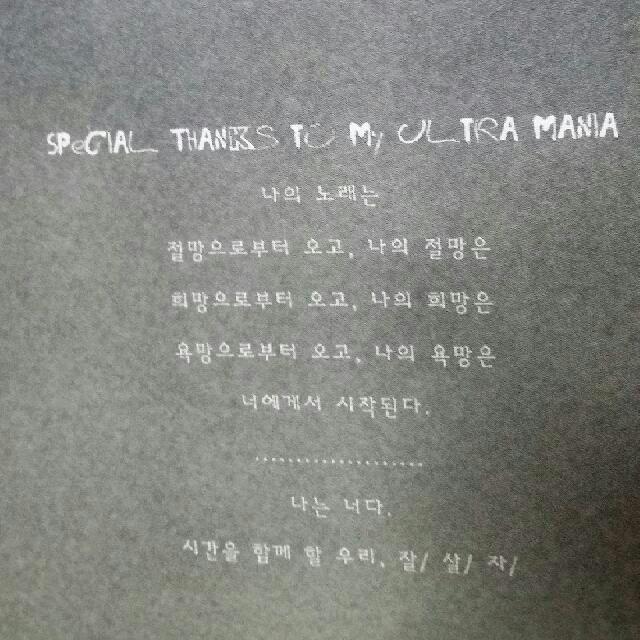 SPeCIAL THANKS TO My ULTRA MANIA
나의 노래는
절망으로부터 오고, 나의 절망은
희망으로부터 오고, 나의 희망은
욕망으로부터 오고, 나의 욕망은
너에게서 시작된다.
....................
나는 너다.
시간을 함께 할 우리, 잘/ 살/ 자/